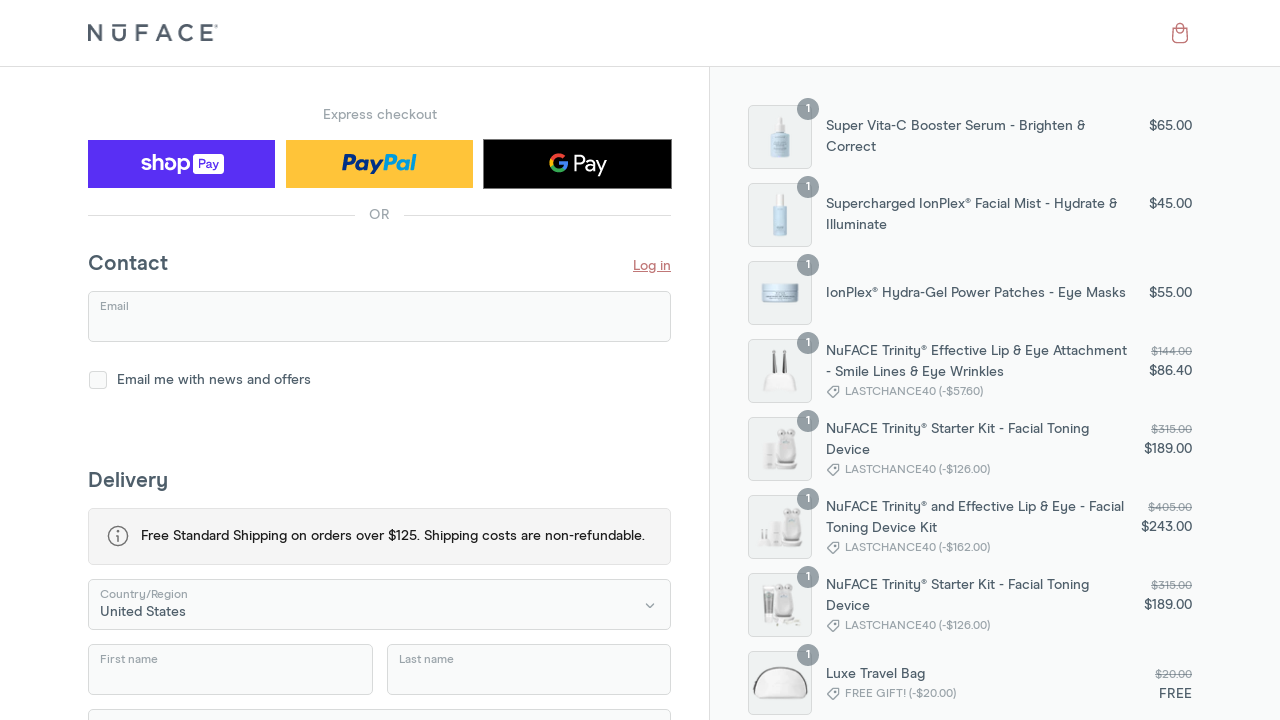 NUFACE®
Express checkout
shop Pay
PayPal
G Pay
OR
Contact
Log in
Email
Email me with news and offers
Delivery
Free Standard Shipping on orders over $125. Shipping costs are non-refundable.
Country/Region
United States
First name
Last name
1
Super Vita-C Booster Serum - Brighten &
Correct
$65.00
1
Supercharged IonPlex® Facial Mist - Hydrate &
Illuminate
$45.00
1
IonPlex® Hydra-Gel Power Patches - Eye Masks
$55.00
1
NuFACE Trinity® Effective Lip & Eye Attachment
- Smile Lines & Eye Wrinkles
LASTCHANCE40 (-$57.60)
$144.00
$86.40
1
NuFACE Trinity® Starter Kit - Facial Toning
Device
LASTCHANCE40 (-$126.00)
$315.00
$189.00
1
NuFACE Trinity® and Effective Lip & Eye - Facial
Toning Device Kit
LASTCHANCE40 (-$162.00)
$405.00
$243.00
1
NuFACE Trinity® Starter Kit - Facial Toning
Device
LASTCHANCE40 (-$126.00)
$315.00
$189.00
1
Luxe Travel Bag
FREE GIFT! (-$20.00)
$20.00
FREE